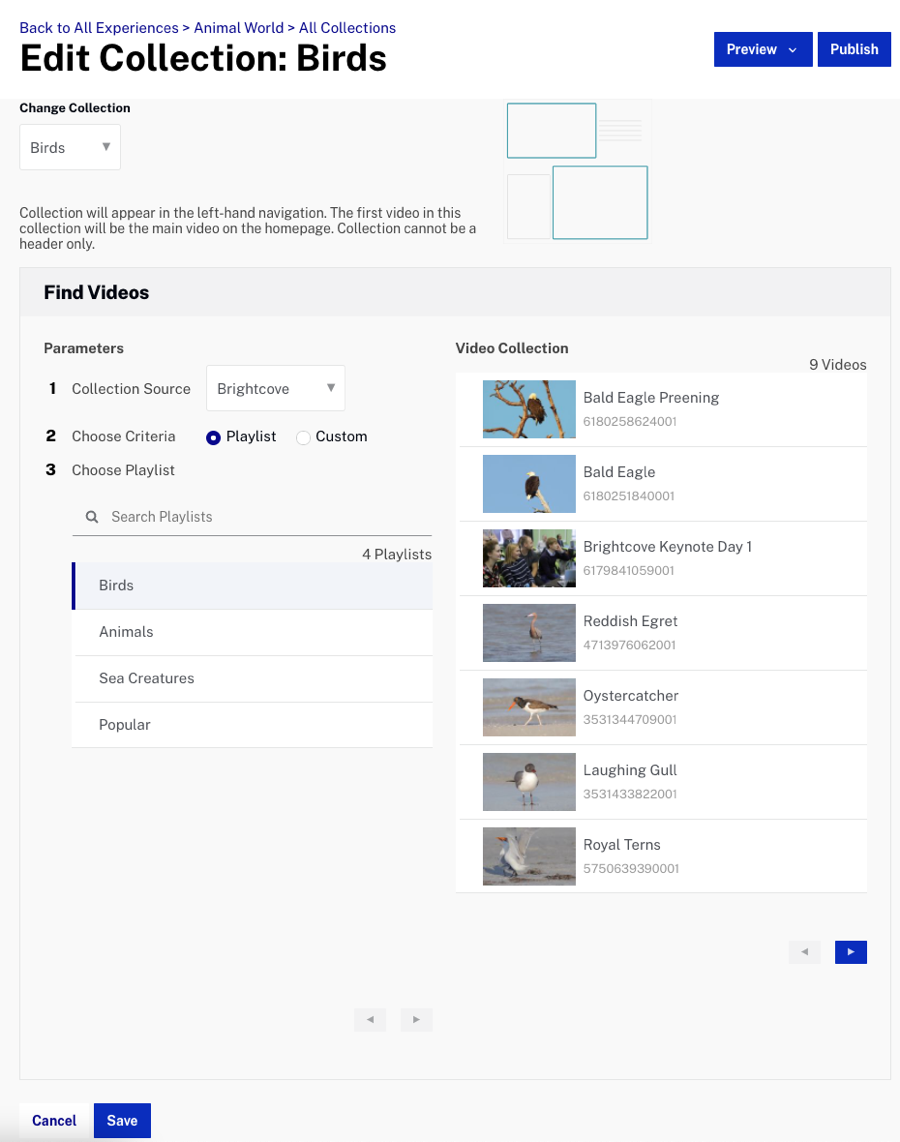 Back to All Experiences > Animal World > All Collections
Edit Collection: Birds
Preview
Publish
Change Collection
Birds
Collection will appear in the left-hand navigation. The first video in this
collection will be the main video on the homepage. Collection cannot be a
header only.
Find Videos
Parameters
1 Collection Source Brightcove
2 Choose Criteria Playlist Custom
3 Choose Playlist
Search Playlists
4 Playlists
Birds
Animals
Sea Creatures
Popular
Video Collection
9 Videos
Bald Eagle Preening
6180258624001
Bald Eagle
6180251840001
Brightcove Keynote Day 1
6179841059001
Reddish Egret
4713976062001
Oystercatcher
3531344709001
Laughing Gull
3531433822001
Royal Terns
5750639390001
Cancel
Save